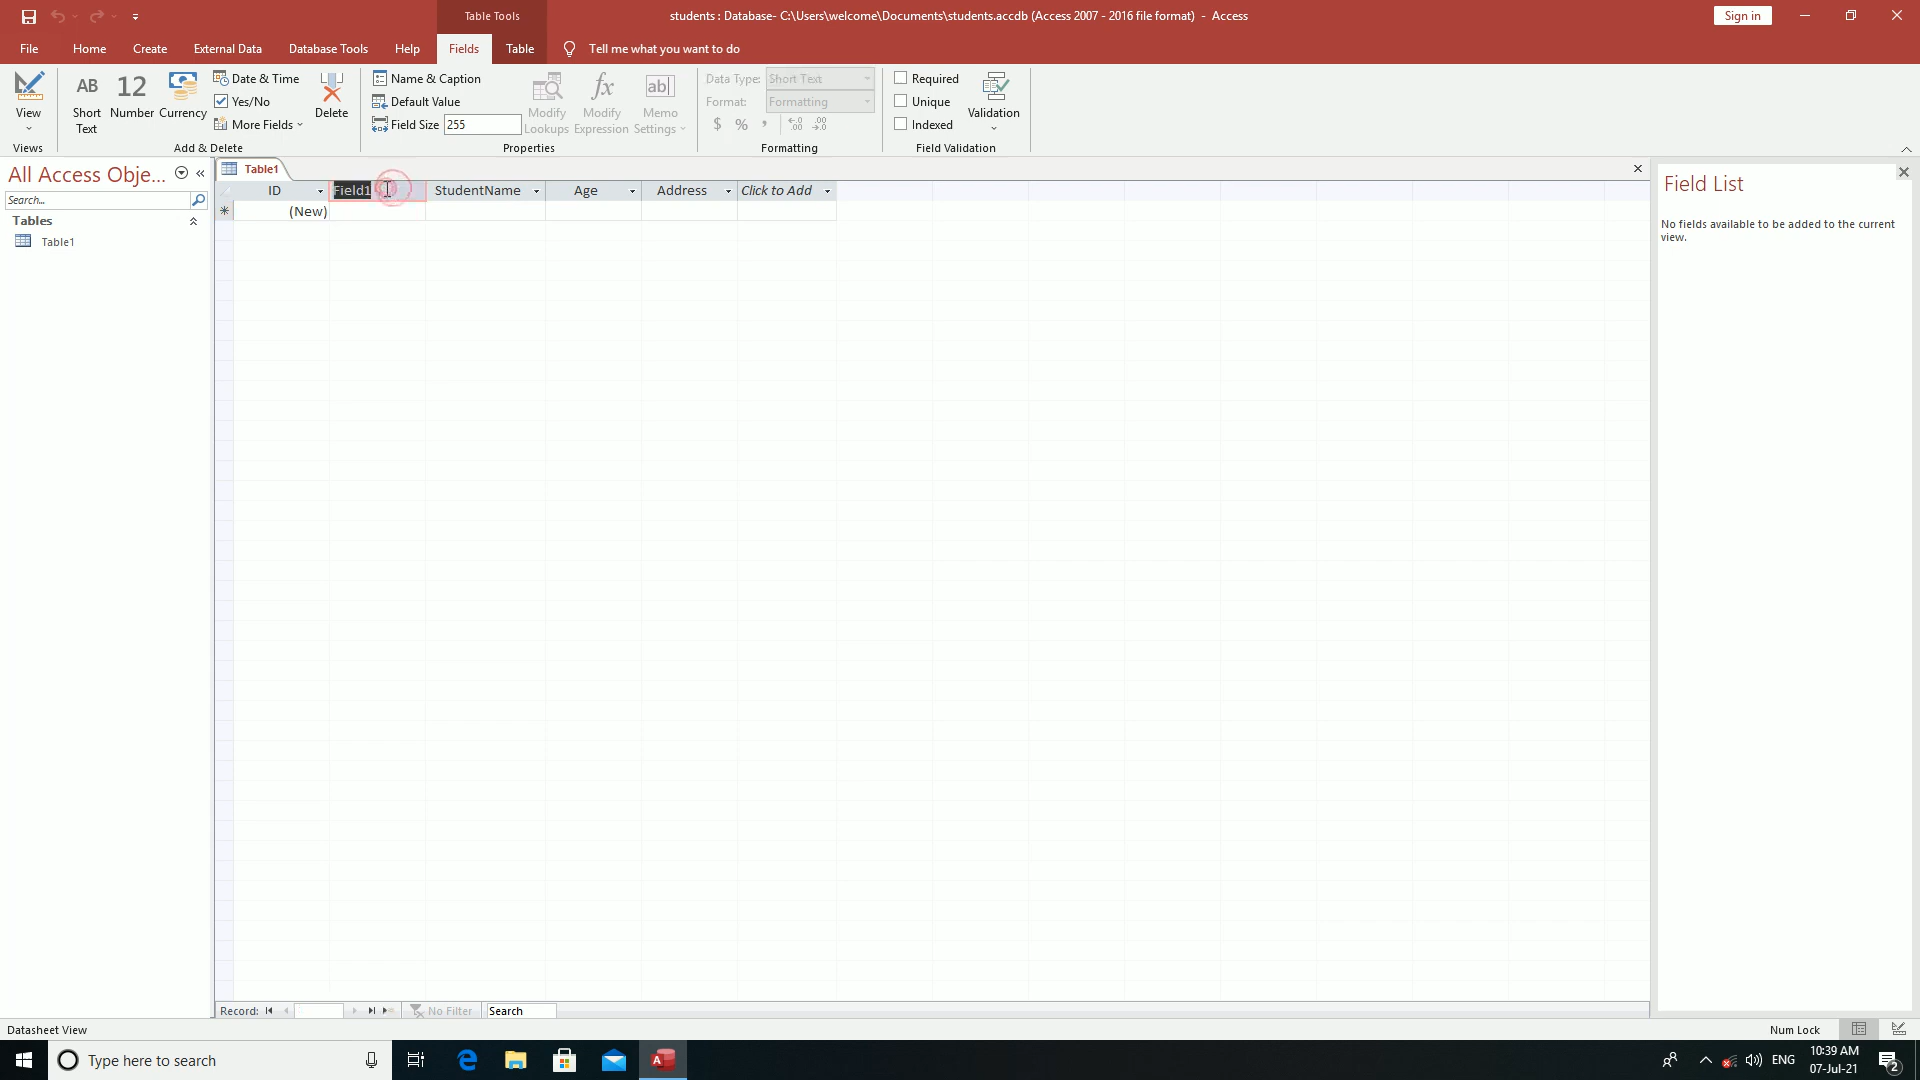 Table Tools
students : Database- C:\Users\welcome\Documents\students.accdb (Access 2007 - 2016 file format) - Access
Sign in
File
Home
Create
External Data
Database Tools
Help
Fields
Table
Tell me what you want to do
View
Views
AB
Short
Text
12
Number
Currency
Date & Time
Yes/No
More Fields
Delete
Add & Delete
Name & Caption
Default Value
Field Size 255
Modify
Lookups
fx
Modify
Expression
ab|
Memo
Settings
Properties
Data Type: Short Text
Format: Formatting
$ % ,
Formatting
Required
Unique
Indexed
Validation
Field Validation
All Access Obje...
Search...
Tables
Table1
Table1
ID Field1 StudentName Age Address Click to Add
(New)
Field List
No fields available to be added to the current
view.
Record: No Filter Search
Datasheet View
Num Lock
Type here to search
ENG
10:39 AM
07-Jul-21
2